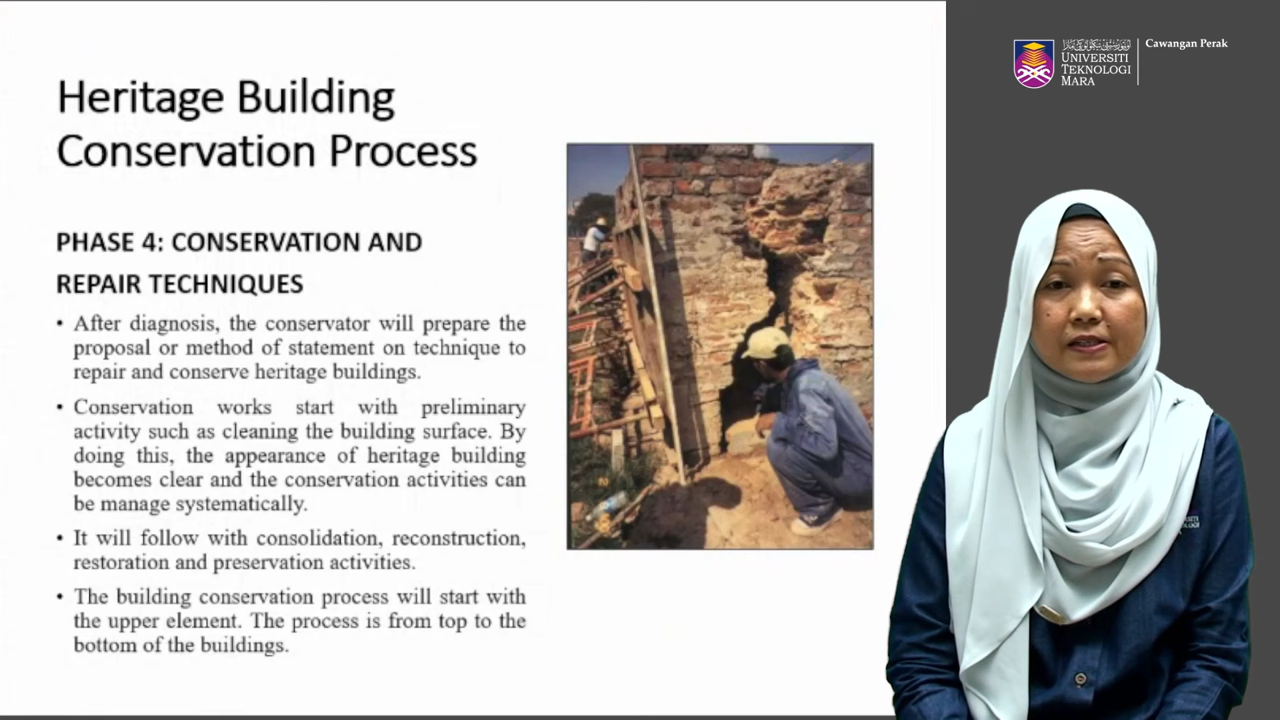 Heritage Building
Conservation Process
PHASE 4: CONSERVATION AND
REPAIR TECHNIQUES
• After diagnosis, the conservator will prepare the
proposal or method of statement on technique to
repair and conserve heritage buildings.
• Conservation works start with preliminary
activity such as cleaning the building surface. By
doing this, the appearance of heritage building
becomes clear and the conservation activities can
be manage systematically.
• It will follow with consolidation, reconstruction,
restoration and preservation activities.
• The building conservation process will start with
the upper element. The process is from top to the
bottom of the buildings.
UNIVERSITI
TEKNOLOGI
MARA
Cawangan Perak